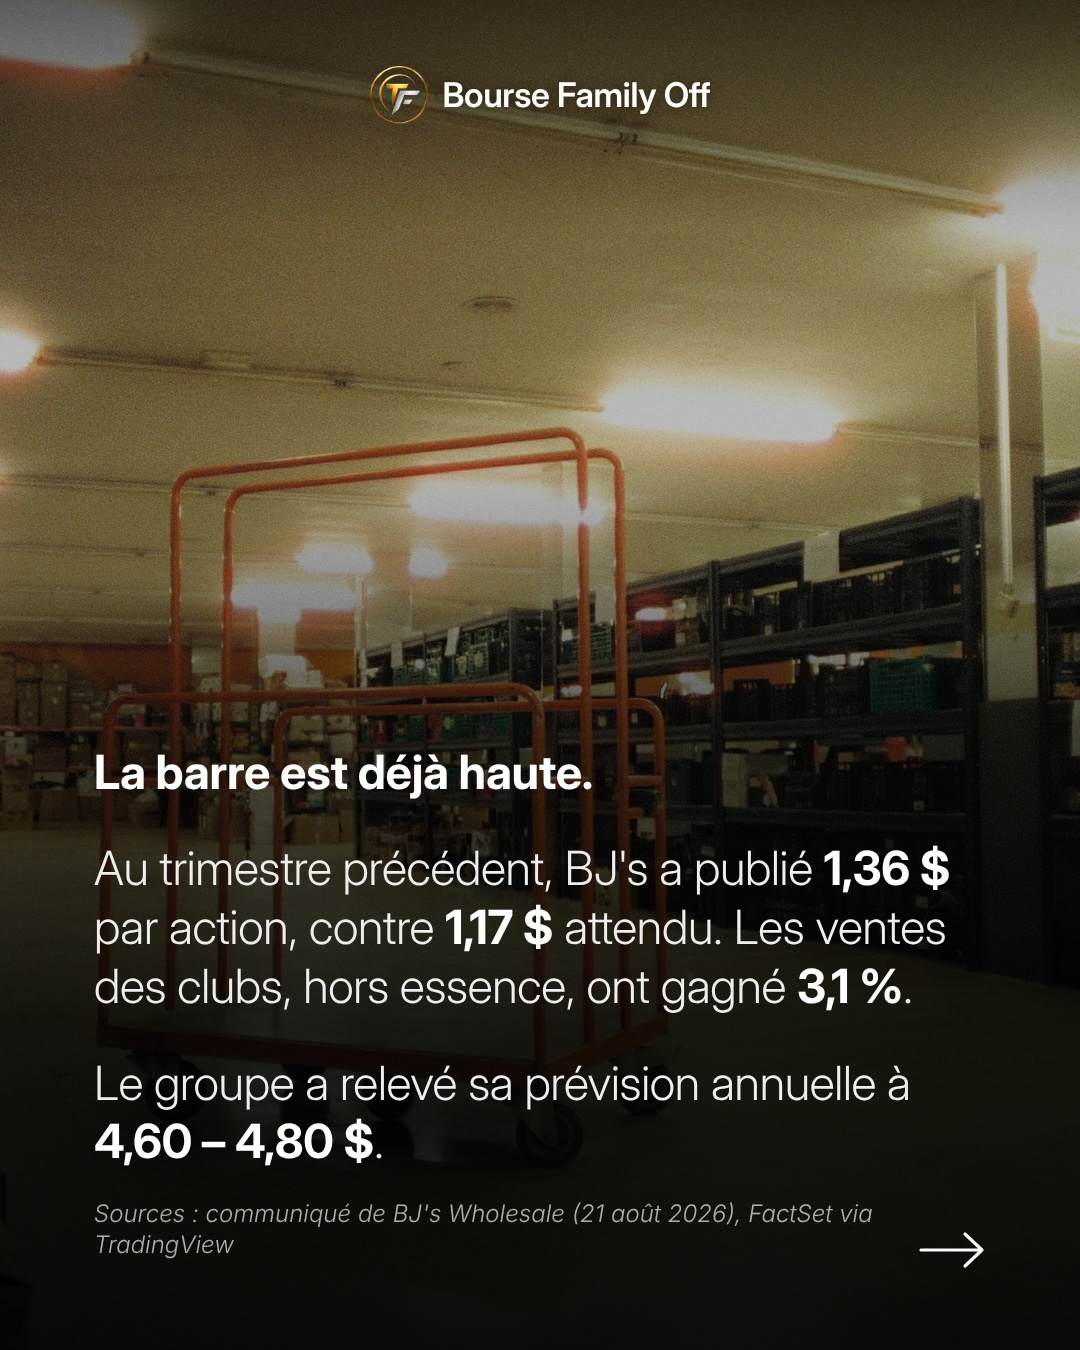 TF Bourse Family Off
La barre est déjà haute.
Au trimestre précédent, BJ's a publié 1,36 $
par action, contre 1,17 $ attendu. Les ventes
des clubs, hors essence, ont gagné 3,1 %.
Le groupe a relevé sa prévision annuelle à
4,60 – 4,80 $.
Sources : communiqué de BJ's Wholesale (21 août 2026), FactSet via
TradingView